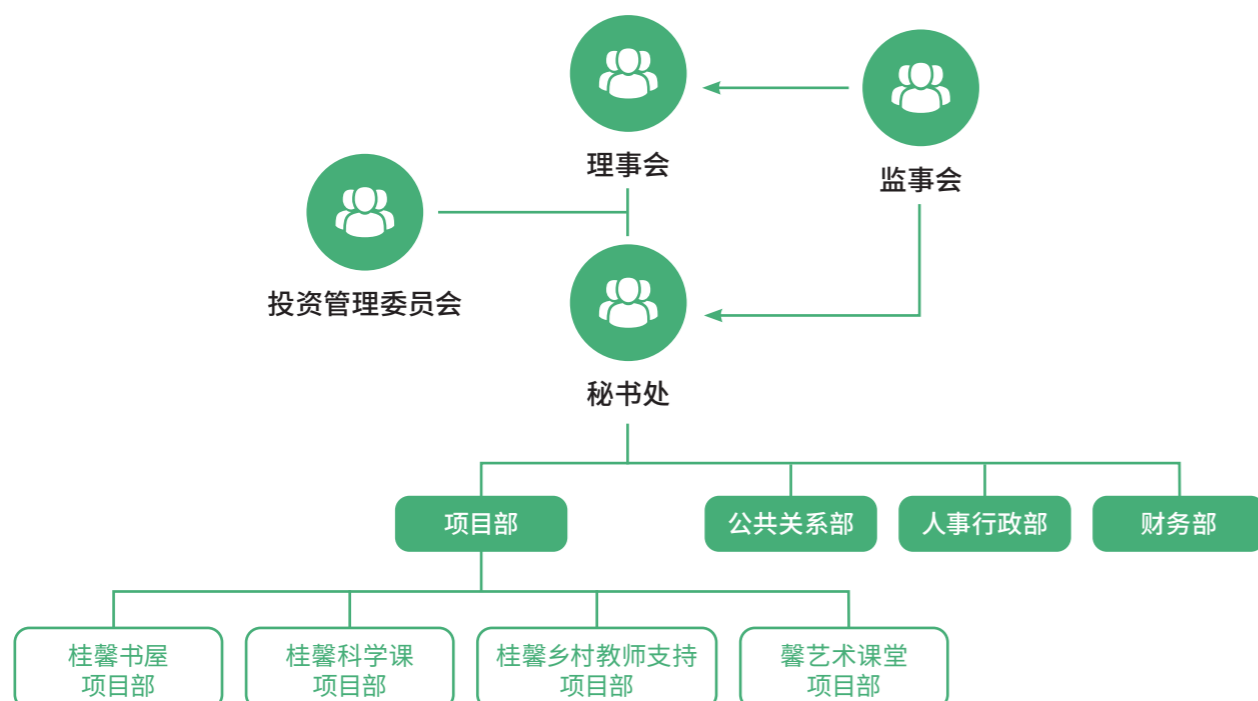 理事会
监事会
投资管理委员会
秘书处
项目部
公共关系部
人事行政部
财务部
桂馨书屋
项目部
桂馨科学课
项目部
桂馨乡村教师支持
项目部
馨艺术课堂
项目部